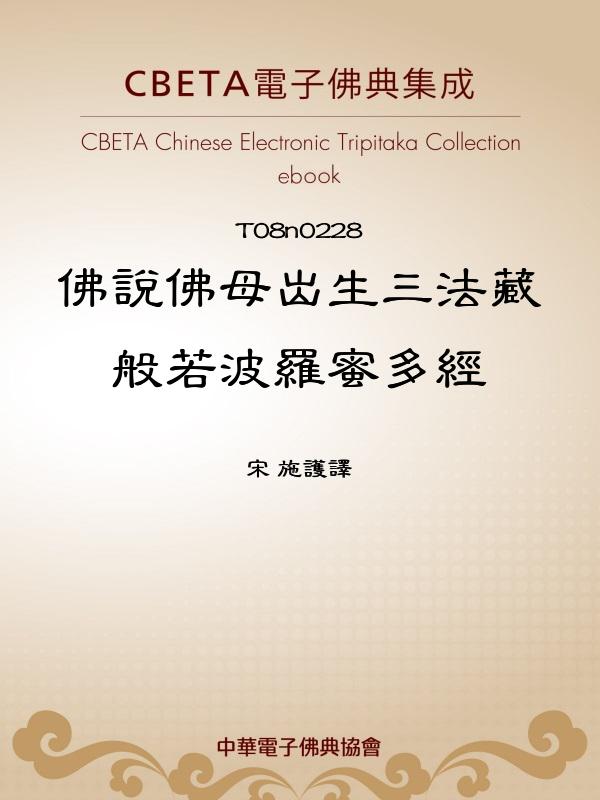 CBETA電子佛典集成
CBETA Chinese Electronic Tripitaka Collection
ebook
T08n0228
佛說佛母出生三法藏
般若波羅蜜多經
宋 施護譯
中華電子佛典協會